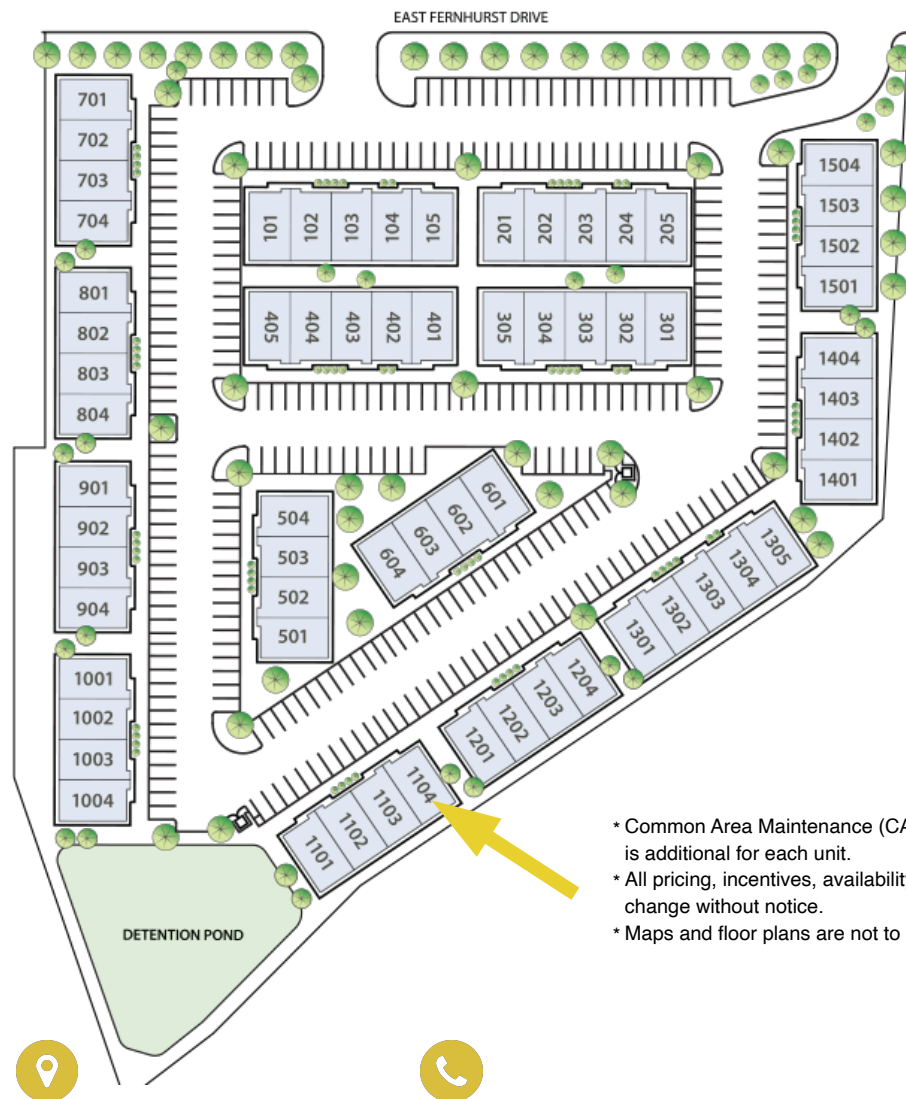 EAST FERNHURST DRIVE
701
702
703
704
801
802
803
804
901
902
903
904
1001
1002
1003
1004
101 102 103 104 105
201 202 203 204 205
405 404 403 402 401
305 304 303 302 301
504
503
502
501
604 603 602 601
1504
1503
1502
1501
1404
1403
1402
1401
1301 1302 1303 1304 1305
1201 1202 1203 1204
1101 1102 1103 1104
DETENTION POND
* Common Area Maintenance (CA
is additional for each unit.
* All pricing, incentives, availabilit
change without notice.
* Maps and floor plans are not to